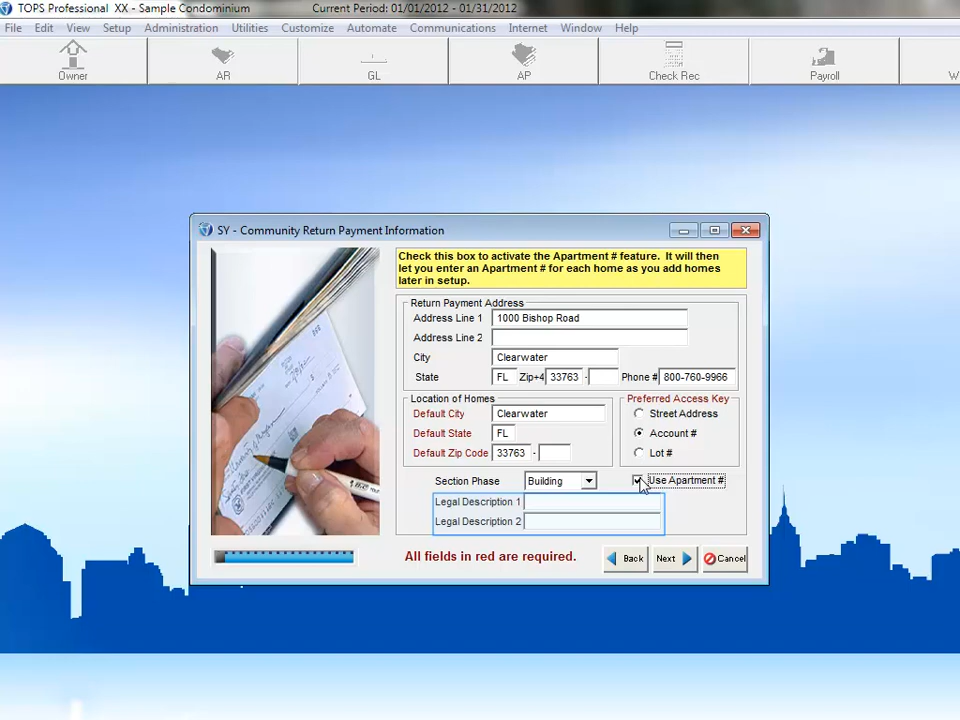 TOPS Professional XX - Sample Condominium Current Period: 01/01/2012 - 01/31/2012
File Edit View Setup Administration Utilities Customize Automate Communications Internet Window Help
Owner AR GL AP Check Rec Payroll W
SY - Community Return Payment Information
Check this box to activate the Apartment # feature. It will then
let you enter an Apartment # for each home as you add homes
later in setup.
Return Payment Address
Address Line 1 1000 Bishop Road
Address Line 2
City Clearwater
State FL Zip+4 33763 - Phone # 800-760-9966
Location of Homes
Default City Clearwater
Default State FL
Default Zip Code 33763 -
Preferred Access Key
Street Address
Account #
Lot #
Section Phase Building
Use Apartment #
Legal Description 1
Legal Description 2
All fields in red are required.
Back Next Cancel